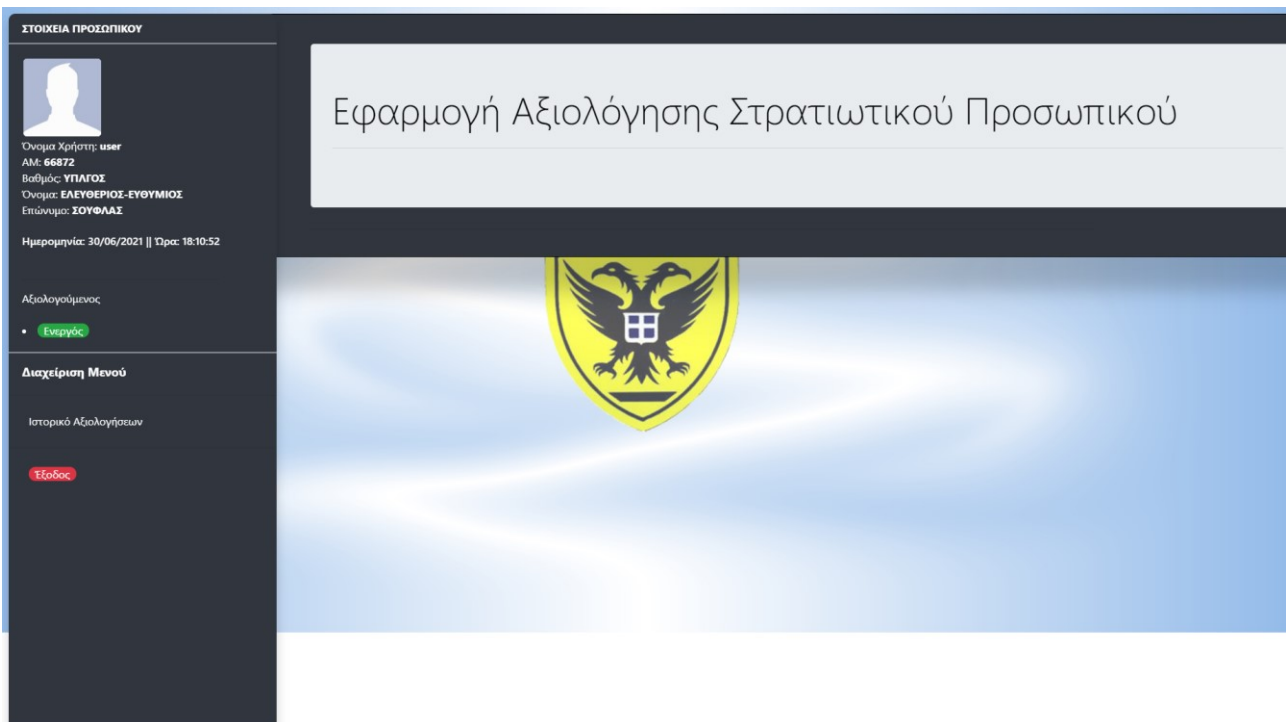 ΣΤΟΙΧΕΙΑ ΠΡΟΣΩΠΙΚΟΥ
Όνομα Χρήστη: user
ΑΜ: 66872
Βαθμός: ΥΠΛΓΟΣ
Όνομα: ΕΛΕΥΘΕΡΙΟΣ-ΕΥΘΥΜΙΟΣ
Επώνυμο: ΣΟΥΦΛΑΣ
Ημερομηνία: 30/06/2021 || Ώρα: 18:10:52
Αξιολογούμενος
• Ενεργός
Διαχείριση Μενού
Ιστορικό Αξιολογήσεων
Έξοδος
Εφαρμογή Αξιολόγησης Στρατιωτικού Προσωπικού